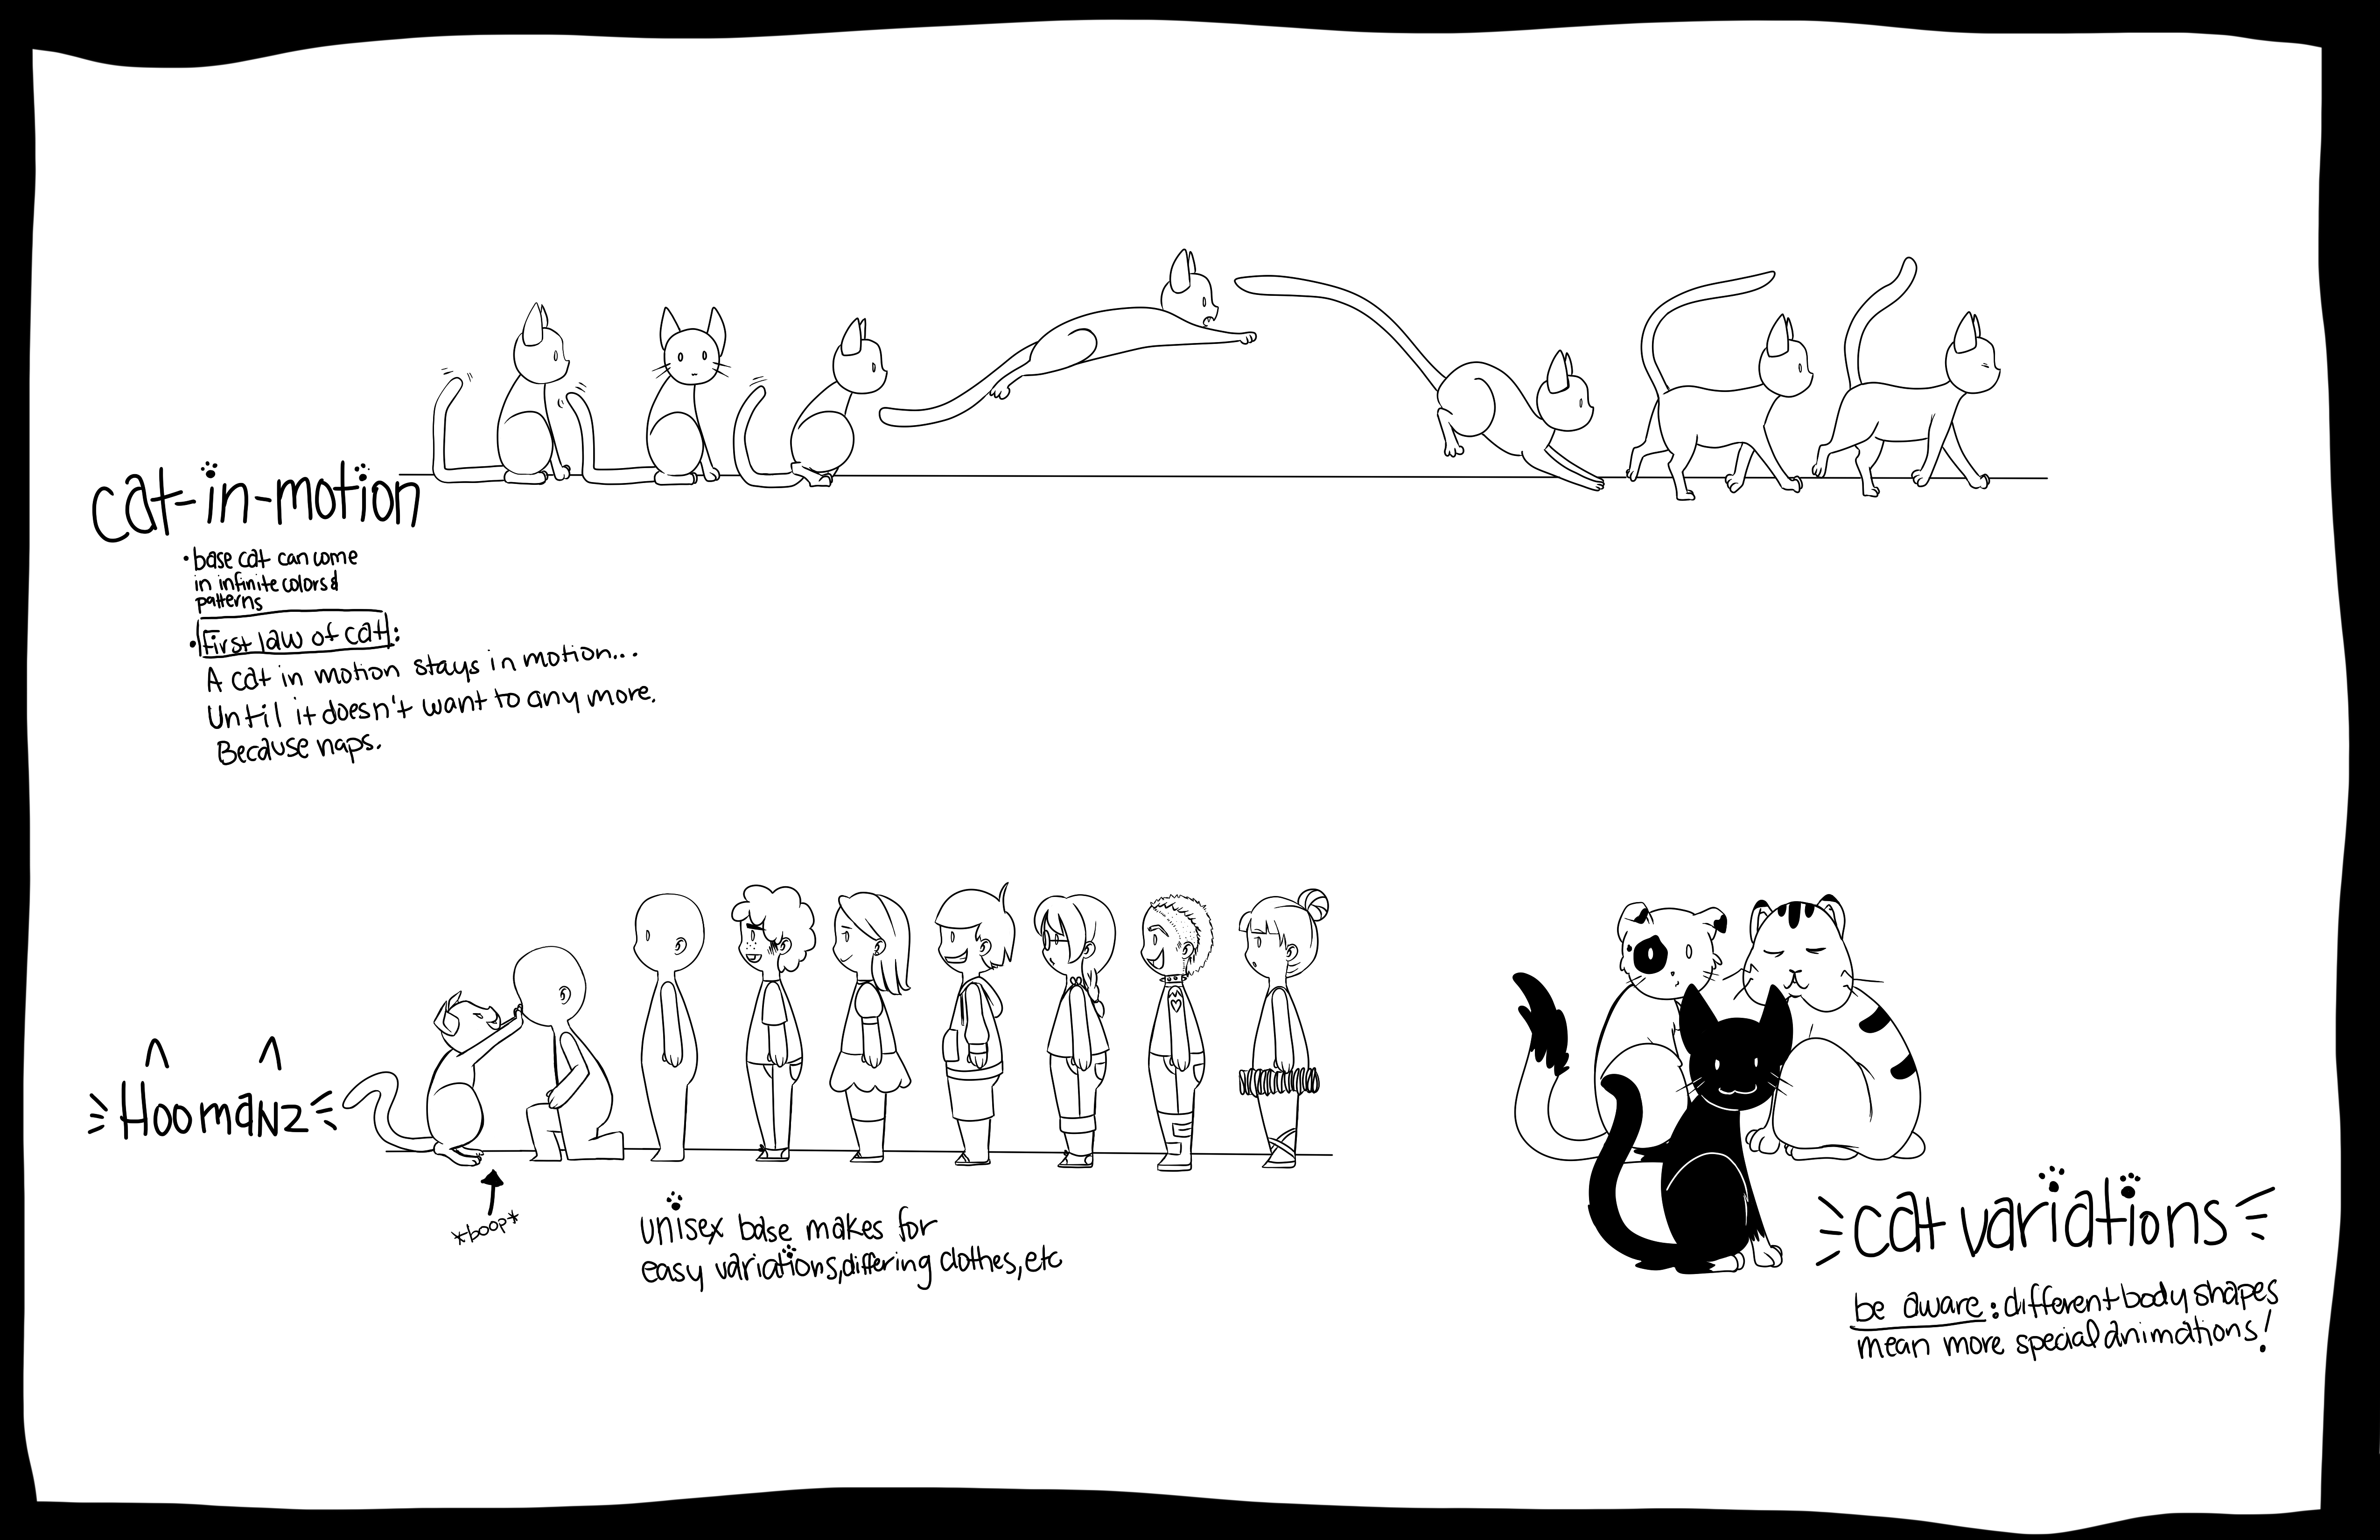 cat-in-motion
• base cat can come
in infinite colors &
patterns
• First law of cat:
A cat in motion stays in motion...
Until it doesn't want to any more.
Because naps.
HoomaNz
*boop*
unisex base makes for
easy variations, differing clothes, etc
cat variations
be aware: different body shapes
mean more special animations!